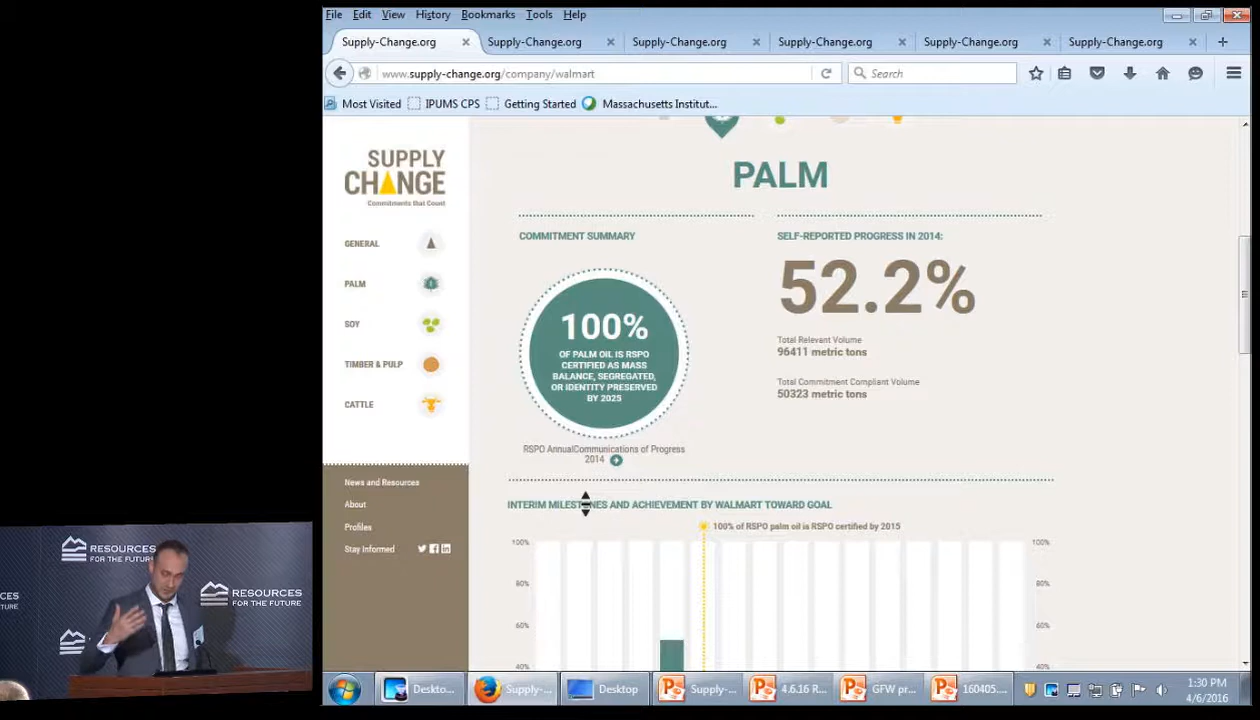 File Edit View History Bookmarks Tools Help
Supply-Change.org × Supply-Change.org × Supply-Change.org × Supply-Change.org × Supply-Change.org × Supply-Change.org × +
www.supply-change.org/company/walmart
Search
Most Visited IPUMS CPS Getting Started Massachusetts Institut...
SUPPLY
CHANGE
Commitments that Count
GENERAL
PALM
SOY
TIMBER & PULP
CATTLE
News and Resources
About
Profiles
Stay Informed
PALM
COMMITMENT SUMMARY
100%
OF PALM OIL IS RSPO
CERTIFIED AS MASS
BALANCE, SEGREGATED,
OR IDENTITY PRESERVED
BY 2025
RSPO AnnualCommunications of Progress
2014
SELF-REPORTED PROGRESS IN 2014:
52.2%
Total Relevant Volume
96411 metric tons
Total Commitment Compliant Volume
50323 metric tons
INTERIM MILESTONES AND ACHIEVEMENT BY WALMART TOWARD GOAL
100% of RSPO palm oil is RSPO certified by 2015
100% 100%
80% 80%
60% 60%
40% 40%
RESOURCES
FOR THE FUTURE
RESOURCES
FOR THE FUTURE
Deskto... Supply-... Desktop Supply-... 4.6.16 R... GFW pr... 160405....
1:30 PM
4/6/2016